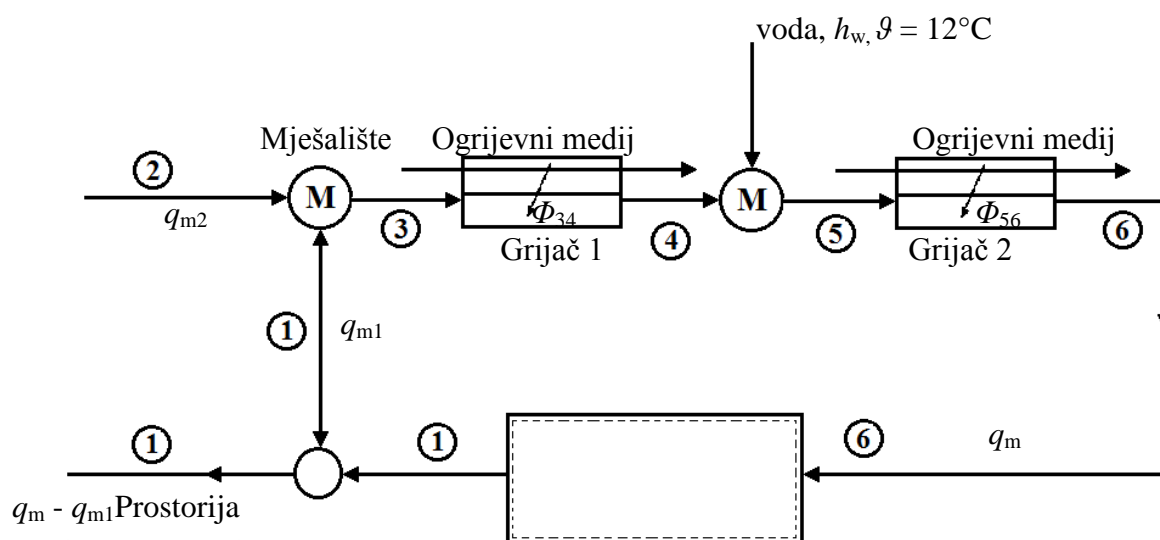 voda, hw, ϑ = 12°C
Mješalište
Ogrijevni medij
Ogrijevni medij
2
M
M
qm2
3
Φ34
4
5
Φ56
6
Grijač 1
Grijač 2
1
qm1
1
1
6
qm
qm - qm1Prostorija